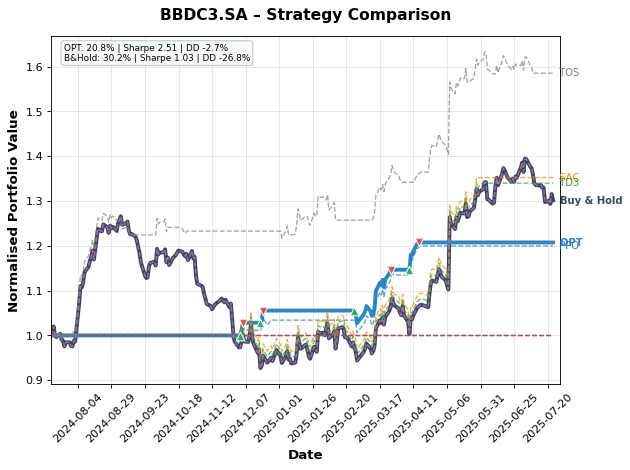 BBDC3.SA – Strategy Comparison
OPT: 20.8% | Sharpe 2.51 | DD -2.7%
B&Hold: 30.2% | Sharpe 1.03 | DD -26.8%
Normalised Portfolio Value
1.6
1.5
1.4
1.3
1.2
1.1
1.0
0.9
TOS
TD3
Buy & Hold
OPT
2024-08-04
2024-08-29
2024-09-23
2024-10-18
2024-11-12
2024-12-07
2025-01-01
2025-01-26
2025-02-20
2025-03-17
2025-04-11
2025-05-06
2025-05-31
2025-06-25
2025-07-20
Date